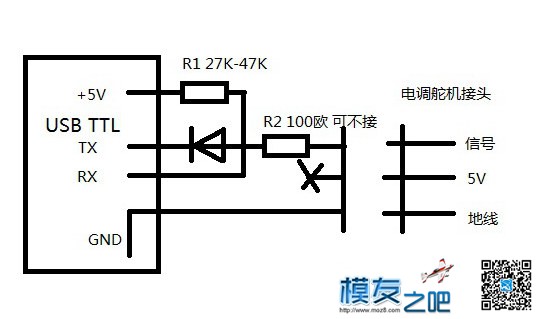 R1 27K-47K
+5V
电调舵机接头
USB TTL
R2 100欧 可不接
TX
信号
RX
5V
地线
GND
模友之吧
http://www.moz8.com